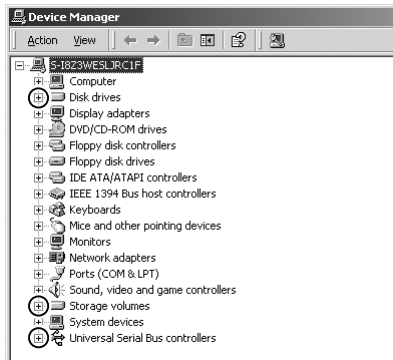 Device Manager
Action View
S-I8Z3WESLJRC1F
Computer
Disk drives
Display adapters
DVD/CD-ROM drives
Floppy disk controllers
Floppy disk drives
IDE ATA/ATAPI controllers
IEEE 1394 Bus host controllers
Keyboards
Mice and other pointing devices
Monitors
Network adapters
Ports (COM & LPT)
Sound, video and game controllers
Storage volumes
System devices
Universal Serial Bus controllers